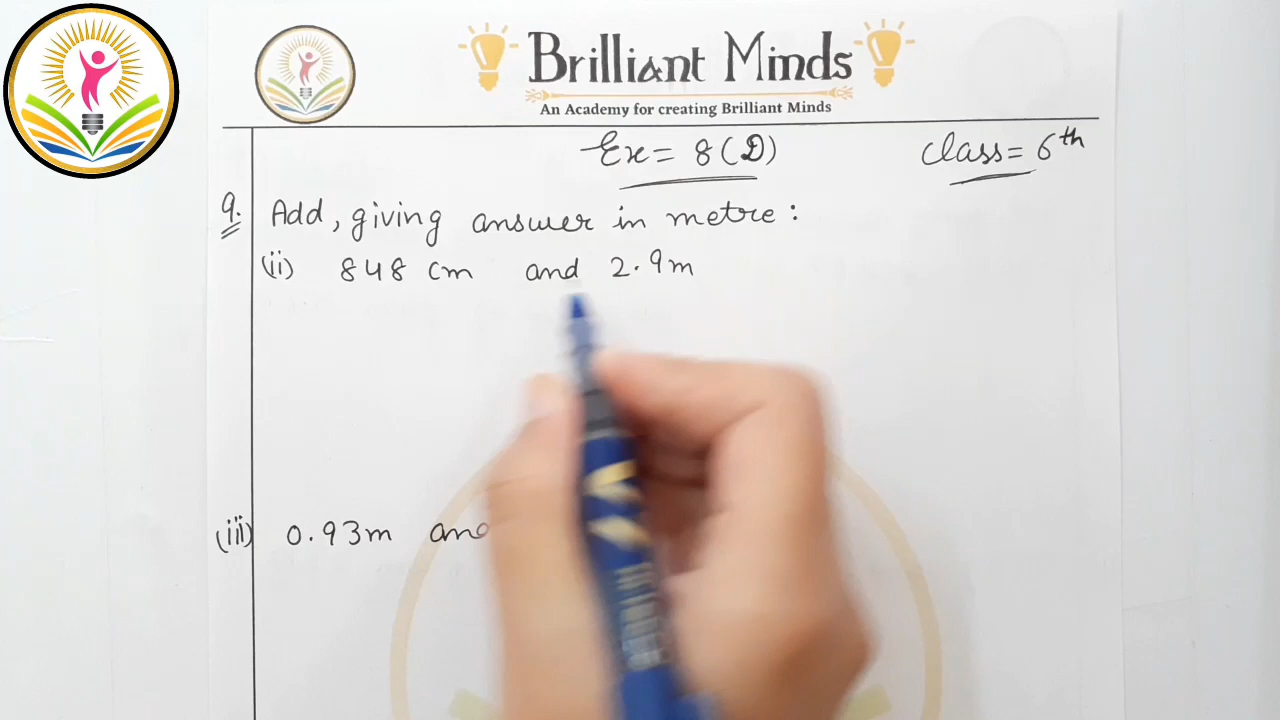 Brilliant Minds
An Academy for creating Brilliant Minds
Ex = 8 (D)
Class = 6th
9. Add, giving answer in metre :
(ii) 848 cm and 2.9m
(iii) 0.93m and